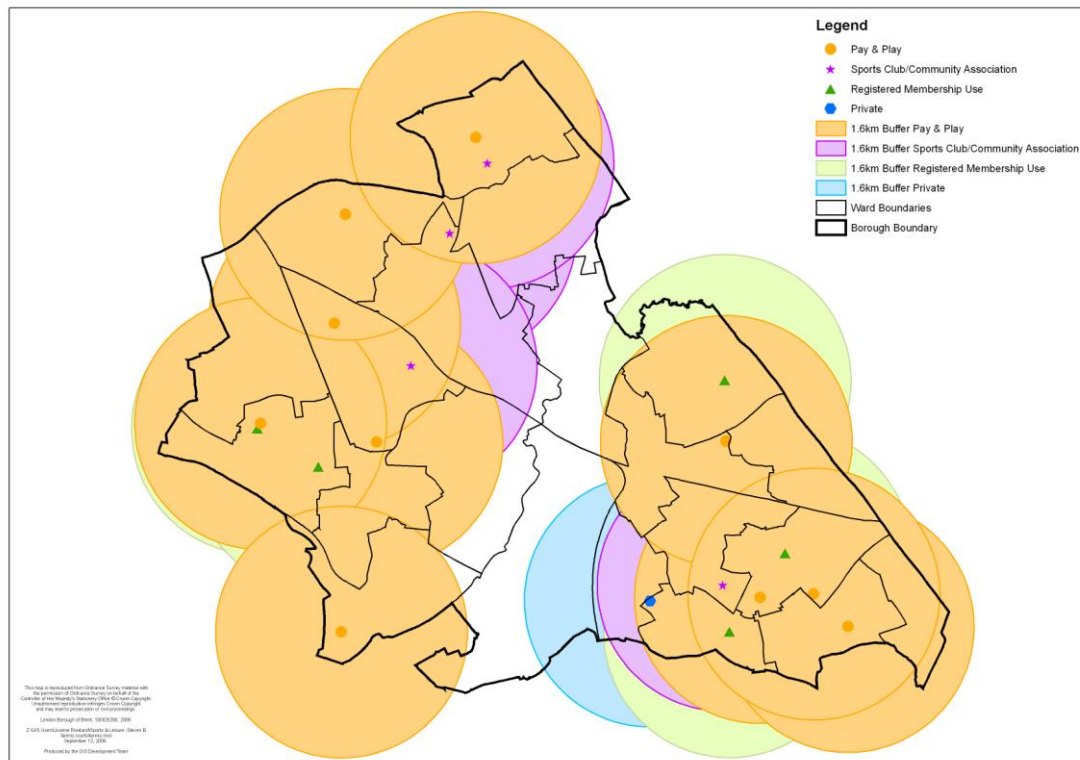 Legend
Pay & Play
Sports Club/Community Association
Registered Membership Use
Private
1.6km Buffer Pay & Play
1.6km Buffer Sports Club/Community Association
1.6km Buffer Registered Membership Use
1.6km Buffer Private
Ward Boundaries
Borough Boundary
This map is reproduced from Ordnance Survey material with
the permission of Ordnance Survey on behalf of the
Controller of Her Majesty's Stationery Office © Crown Copyright.
Unauthorised reproduction infringes Crown Copyright
and may lead to prosecution or civil proceedings.
London Borough of Brent,
September 12,
Produced by the GIS Development Team